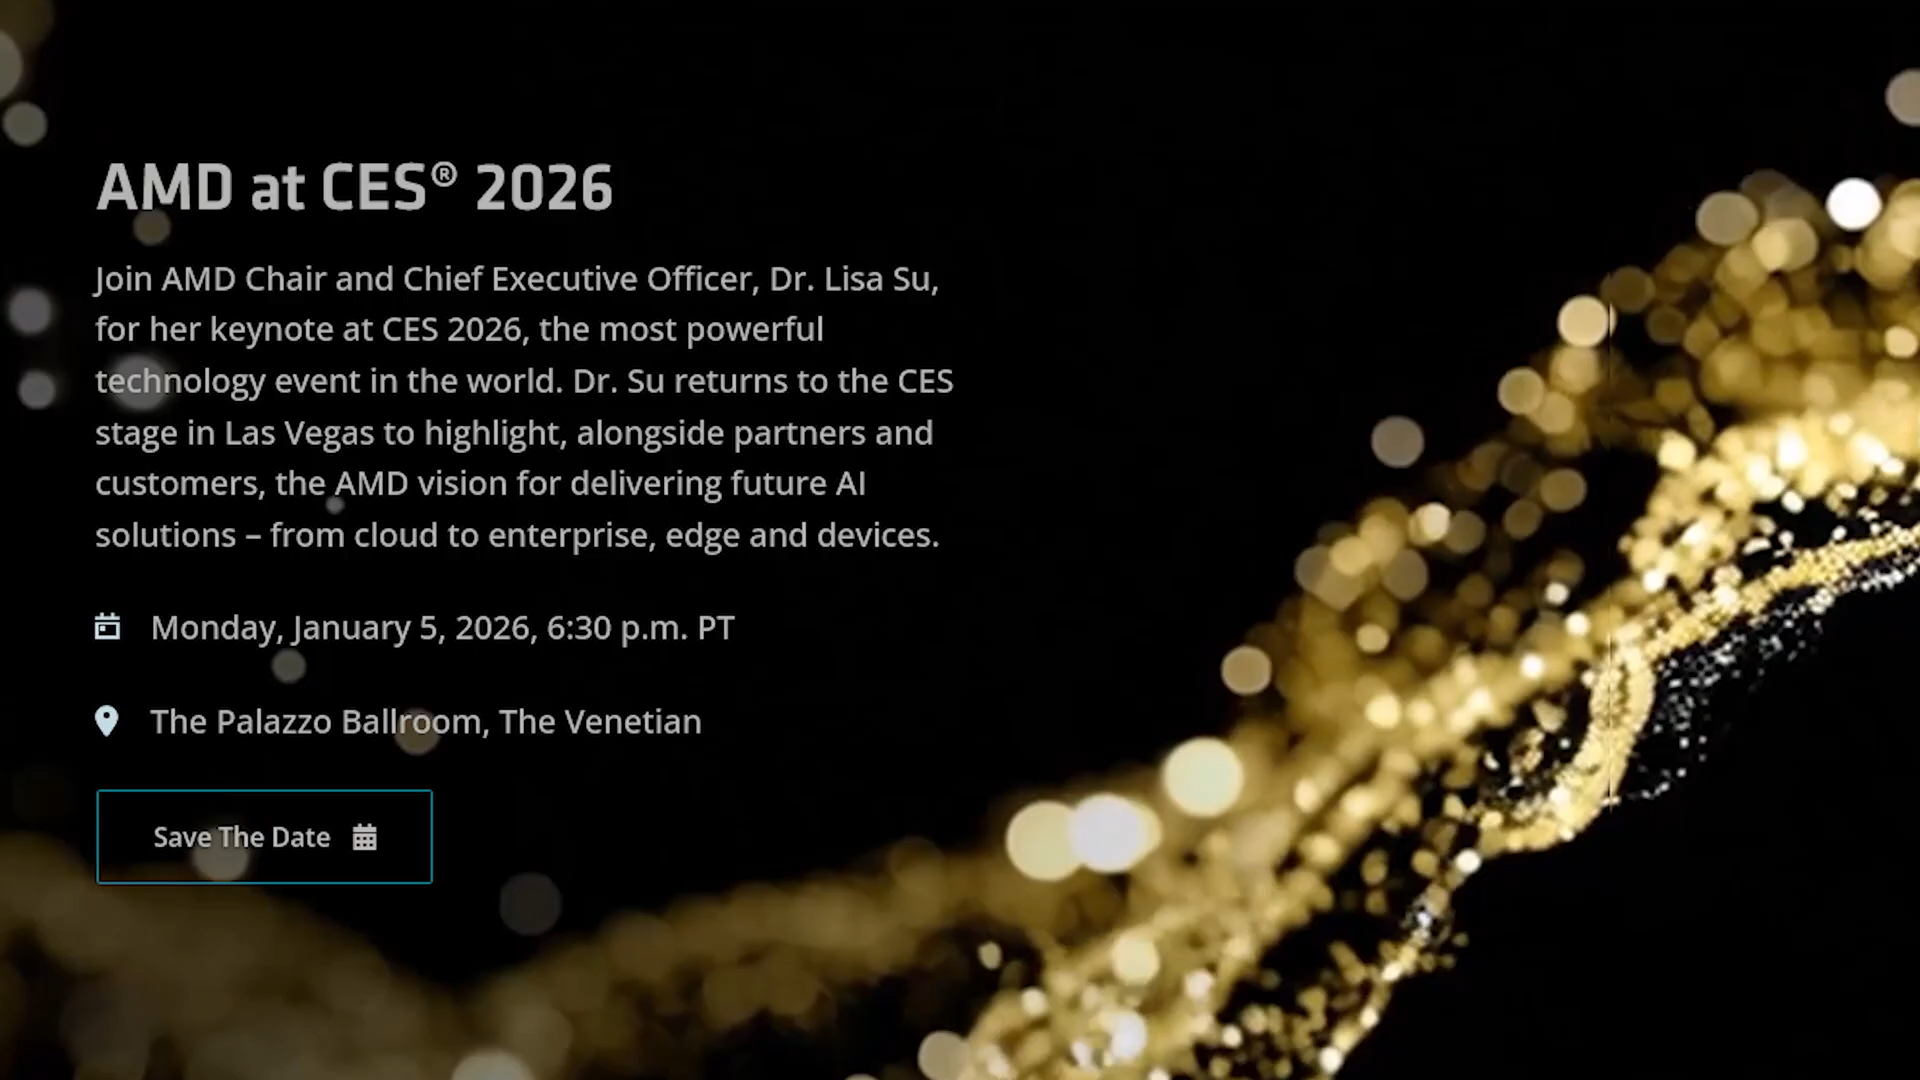 AMD at CES® 2026
Join AMD Chair and Chief Executive Officer, Dr. Lisa Su,
for her keynote at CES 2026, the most powerful
technology event in the world. Dr. Su returns to the CES
stage in Las Vegas to highlight, alongside partners and
customers, the AMD vision for delivering future AI
solutions – from cloud to enterprise, edge and devices.
Monday, January 5, 2026, 6:30 p.m. PT
The Palazzo Ballroom, The Venetian
Save The Date